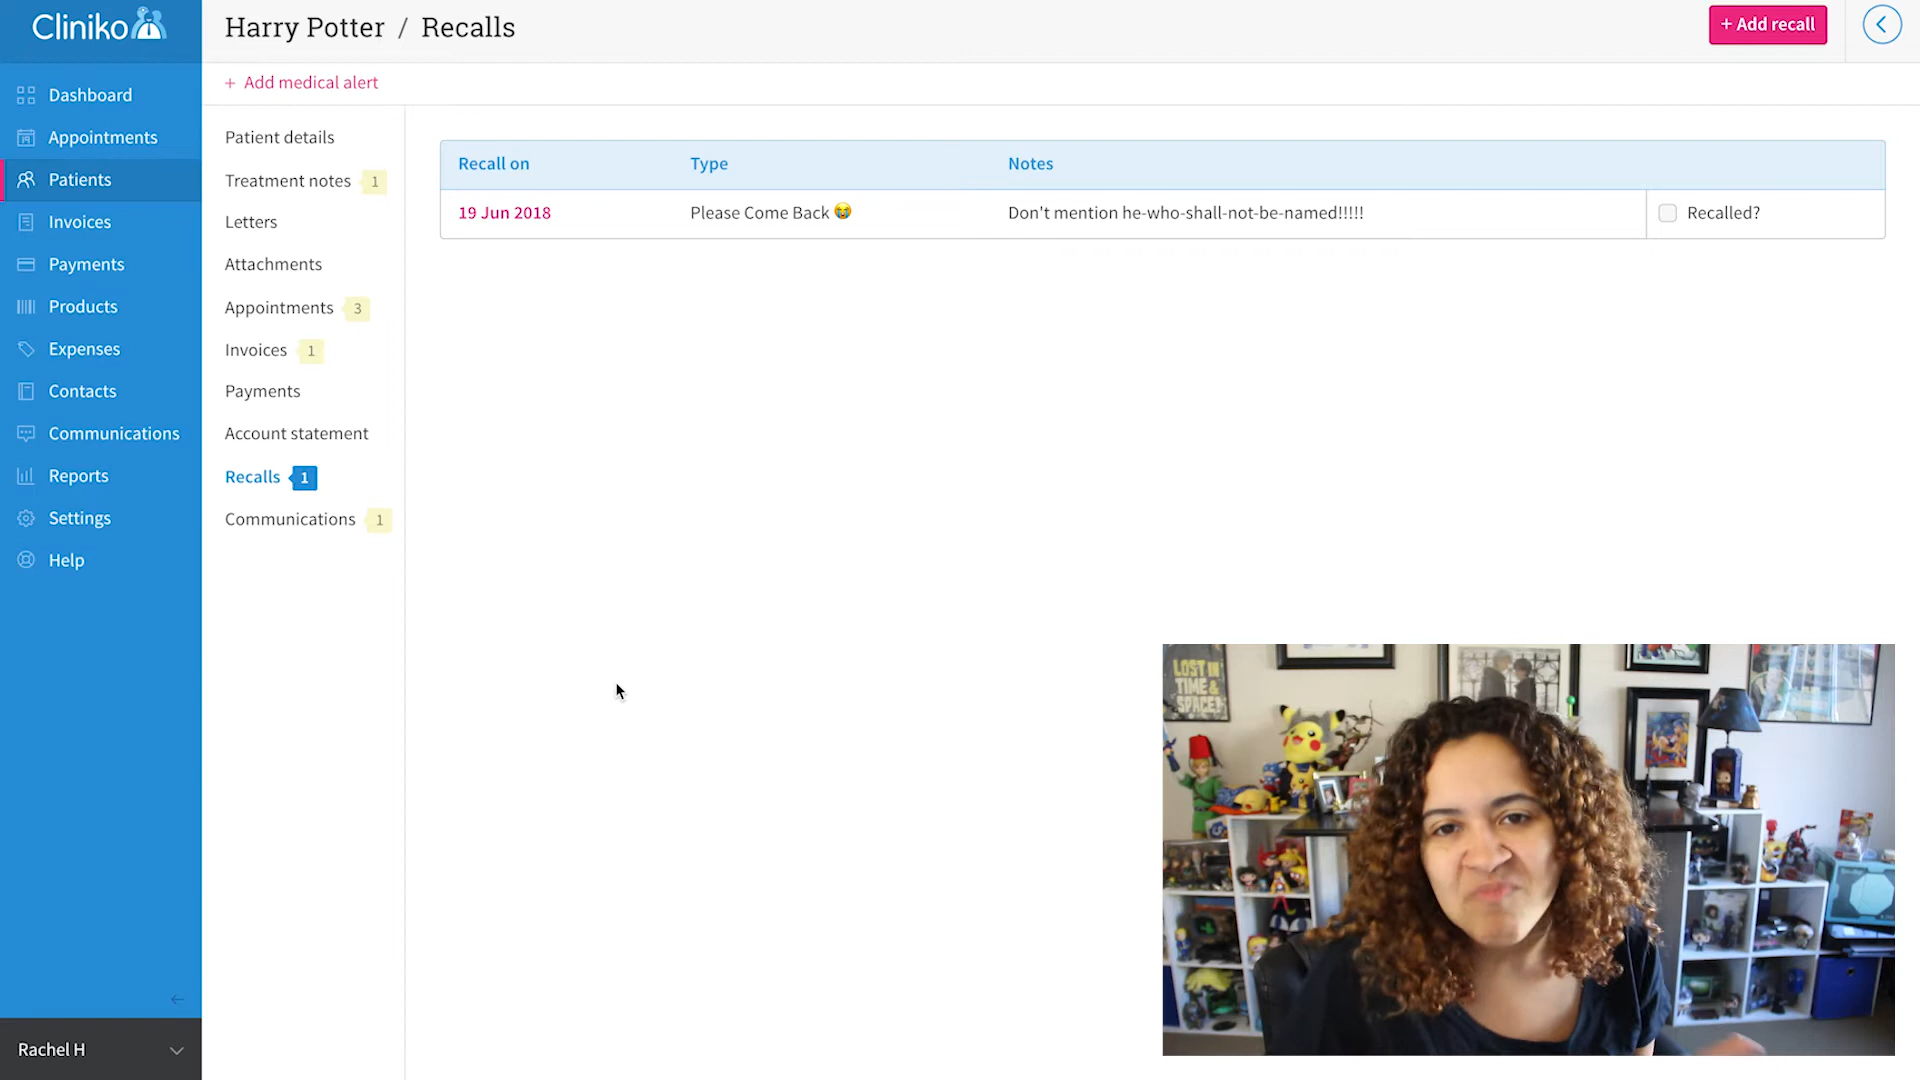 Cliniko
Harry Potter / Recalls
+ Add recall
+ Add medical alert
Dashboard
Appointments
Patients
Invoices
Payments
Products
Expenses
Contacts
Communications
Reports
Settings
Help
Rachel H
Patient details
Treatment notes 1
Letters
Attachments
Appointments 3
Invoices 1
Payments
Account statement
Recalls 1
Communications 1
Recall on Type Notes
19 Jun 2018 Please Come Back 😭 Don't mention he-who-shall-not-be-named!!!!! Recalled?
LOST IN
TIME &
SPACE!